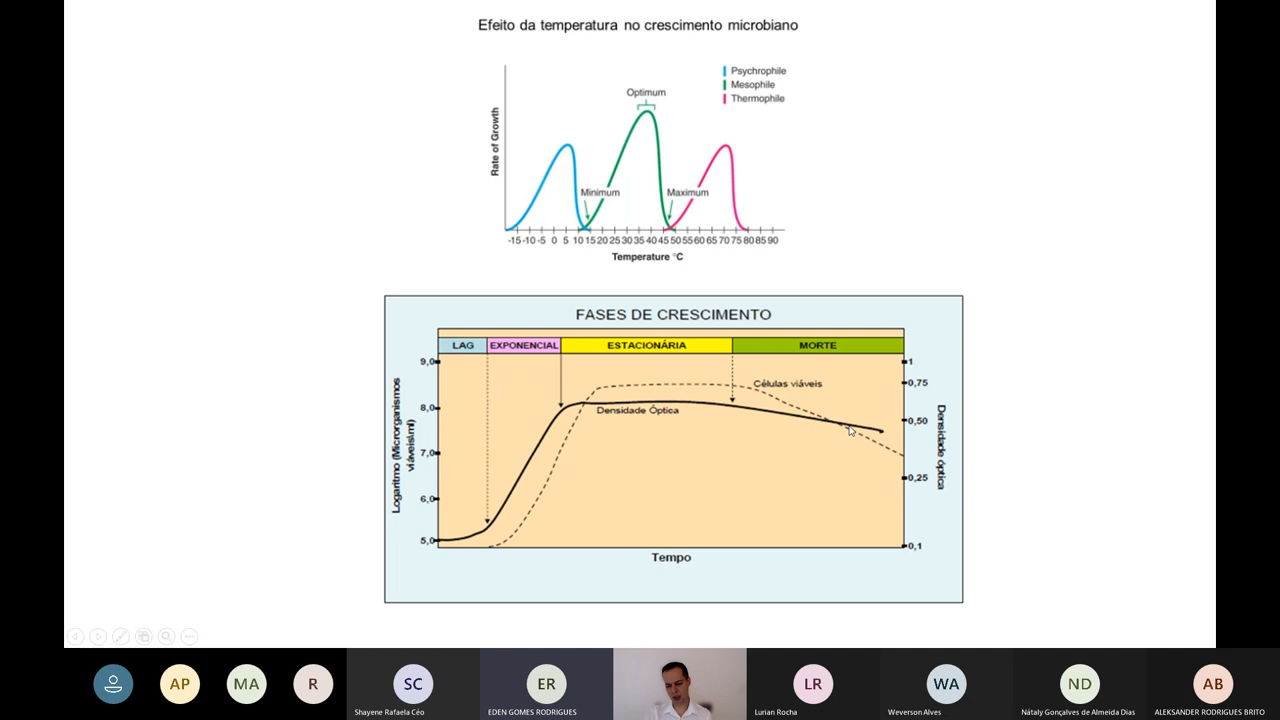 Efeito da temperatura no crescimento microbiano
Psychrophile
Mesophile
Thermophile
Optimum
Rate of Growth
Minimum
Maximum
-15 -10 -5 0 5 10 15 20 25 30 35 40 45 50 55 60 65 70 75 80 85 90
Temperature °C
FASES DE CRESCIMENTO
LAG EXPONENCIAL ESTACIONÁRIA MORTE
9,0
8,0
7,0
6,0
5,0
1
0,75
0,50
0,25
0,1
Células viáveis
Densidade Óptica
Logaritmo (Microrganismos
viáveis\ml)
Densidade óptica
Tempo
AP
MA
R
SC
ER
LR
WA
ND
AB
Shayene Rafaela Céo
EDEN GOMES RODRIGUES
Lurian Rocha
Weverson Alves
Nátaly Gonçalves de Almeida Dias
ALEKSANDER RODRIGUES BRITO